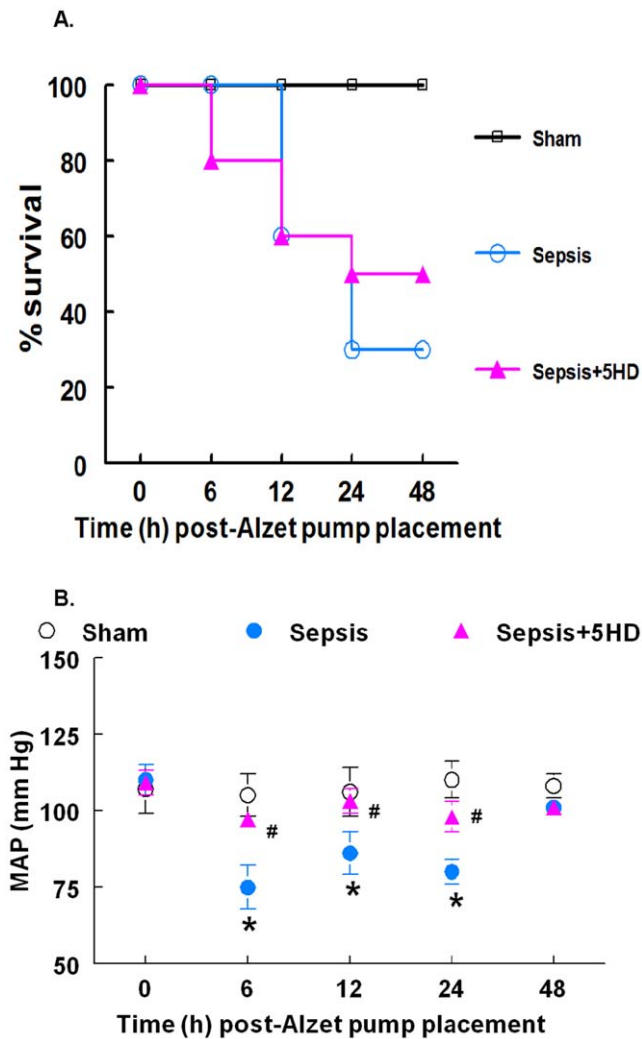 A.
100
80
60
40
20
0
% survival
0 6 12 24 48
Time (h) post-Alzet pump placement
Sham
Sepsis
Sepsis+5HD
B.
Sham Sepsis Sepsis+5HD
150
125
100
75
50
MAP (mm Hg)
# # #
* * *
0 6 12 24 48
Time (h) post-Alzet pump placement